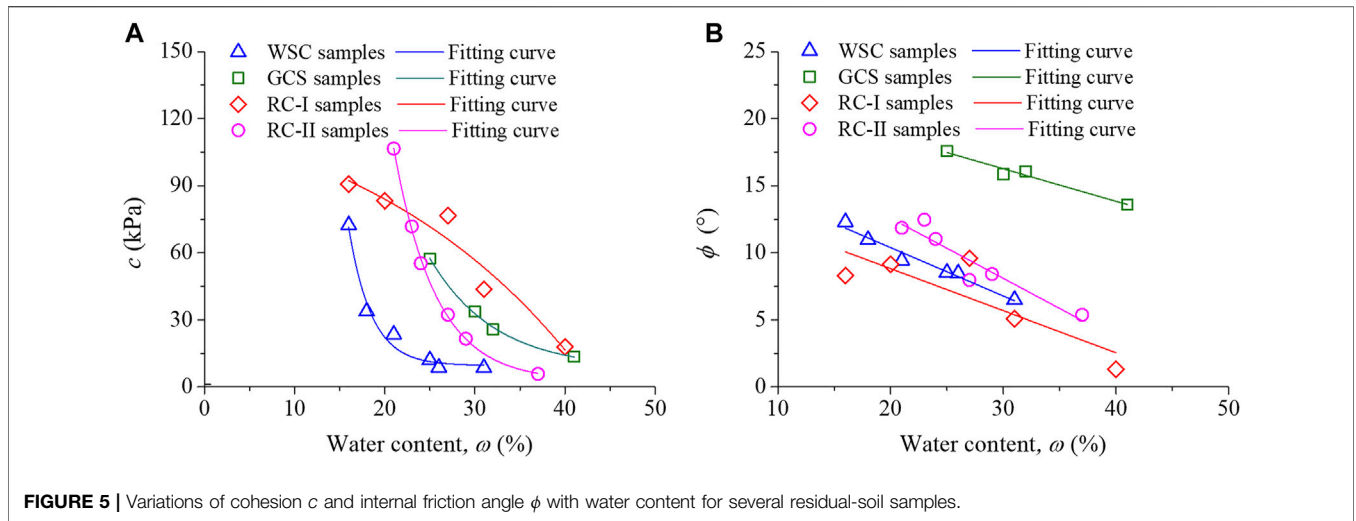 A
150
120
90
60
30
0
c (kPa)
WSC samples Fitting curve
GCS samples Fitting curve
RC-I samples Fitting curve
RC-II samples Fitting curve
0 10 20 30 40 50
Water content, ω (%)
B
25
20
15
10
5
0
ϕ (°)
WSC samples Fitting curve
GCS samples Fitting curve
RC-I samples Fitting curve
RC-II samples Fitting curve
10 20 30 40 50
Water content, ω (%)
FIGURE 5 | Variations of cohesion c and internal friction angle ϕ with water content for several residual-soil samples.